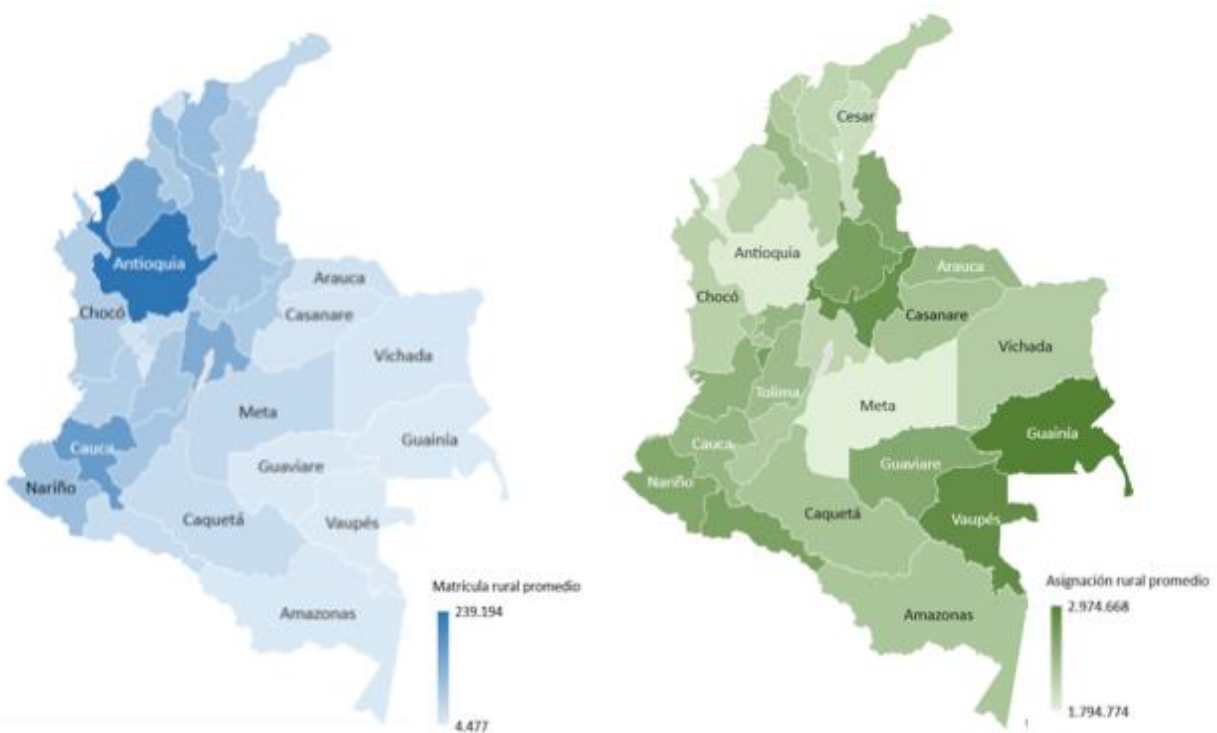 Antioquia
Arauca
Chocó
Casanare
Vichada
Meta
Cauca
Guainía
Guaviare
Nariño
Caquetá
Vaupés
Amazonas
Matrícula rural promedio
239.194
4.477
Cesar
Antioquia
Arauca
Chocó
Casanare
Vichada
Tolima
Meta
Guainía
Cauca
Guaviare
Nariño
Caquetá
Vaupés
Amazonas
Asignación rural promedio
2.974.668
1.794.774